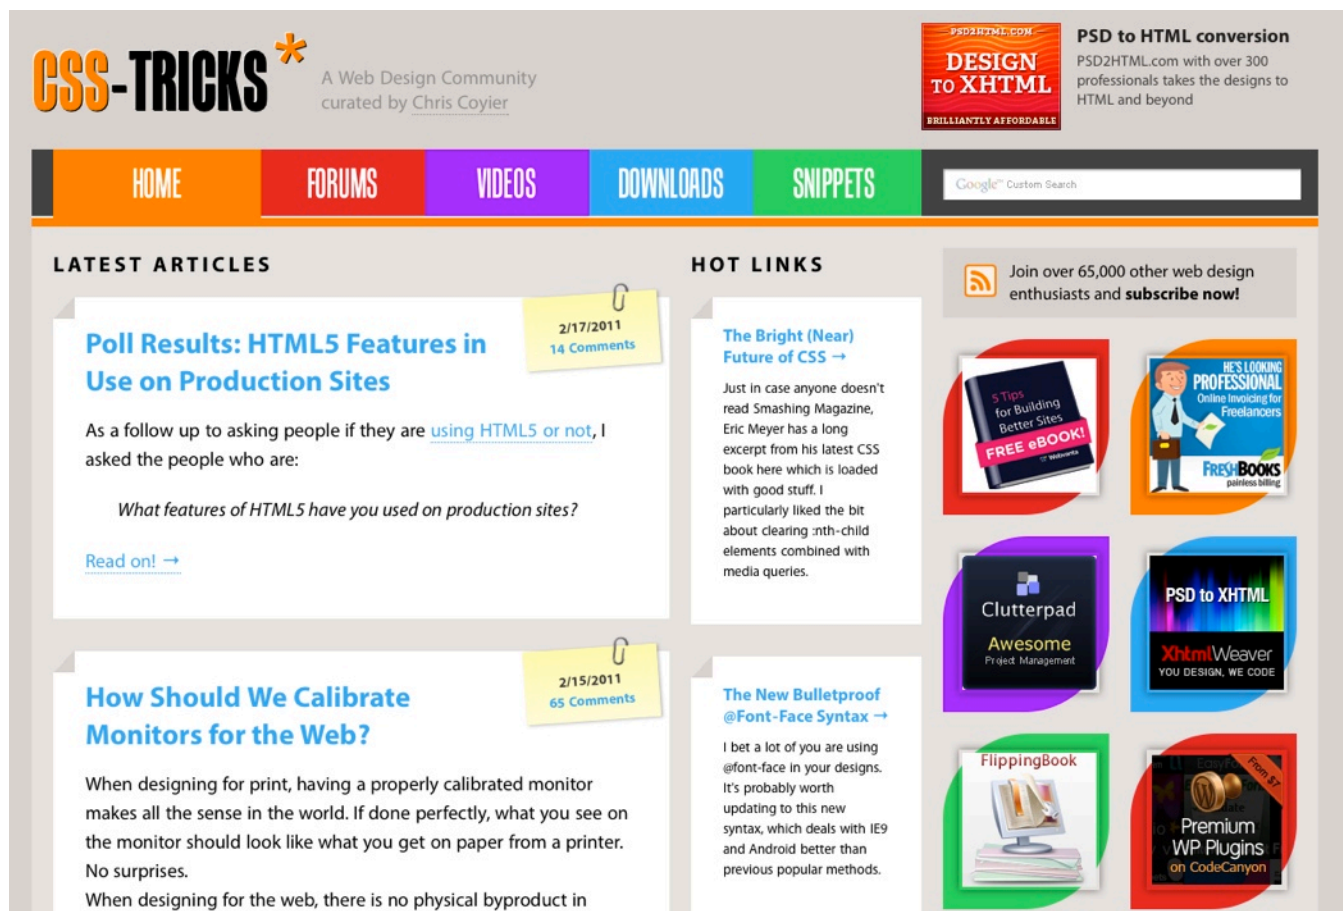 CSS-TRICKS*
A Web Design Community
curated by Chris Coyier
PSD2HTML.COM
DESIGN
TO XHTML
BRILLIANTLY AFFORDABLE
PSD to HTML conversion
PSD2HTML.com with over 300
professionals takes the designs to
HTML and beyond
HOME
FORUMS
VIDEOS
DOWNLOADS
SNIPPETS
Google™ Custom Search
LATEST ARTICLES
Poll Results: HTML5 Features in
Use on Production Sites
2/17/2011
14 Comments
As a follow up to asking people if they are using HTML5 or not, I
asked the people who are:
What features of HTML5 have you used on production sites?
Read on! →
How Should We Calibrate
Monitors for the Web?
2/15/2011
65 Comments
When designing for print, having a properly calibrated monitor
makes all the sense in the world. If done perfectly, what you see on
the monitor should look like what you get on paper from a printer.
No surprises.
When designing for the web, there is no physical byproduct in
HOT LINKS
The Bright (Near)
Future of CSS →
Just in case anyone doesn't
read Smashing Magazine,
Eric Meyer has a long
excerpt from his latest CSS
book here which is loaded
with good stuff. I
particularly liked the bit
about clearing :nth-child
elements combined with
media queries.
The New Bulletproof
@Font-Face Syntax →
I bet a lot of you are using
@font-face in your designs.
It's probably worth
updating to this new
syntax, which deals with IE9
and Android better than
previous popular methods.
Join over 65,000 other web design
enthusiasts and subscribe now!
5 Tips
for Building
Better Sites
FREE eBOOK!
HE'S LOOKING
PROFESSIONAL
Online Invoicing for
Freelancers
FRESHBOOKS
painless billing
Clutterpad
Awesome
Project Management
PSD to XHTML
XhtmlWeaver
YOU DESIGN, WE CODE
FlippingBook
From $7
Premium
WP Plugins
on CodeCanyon